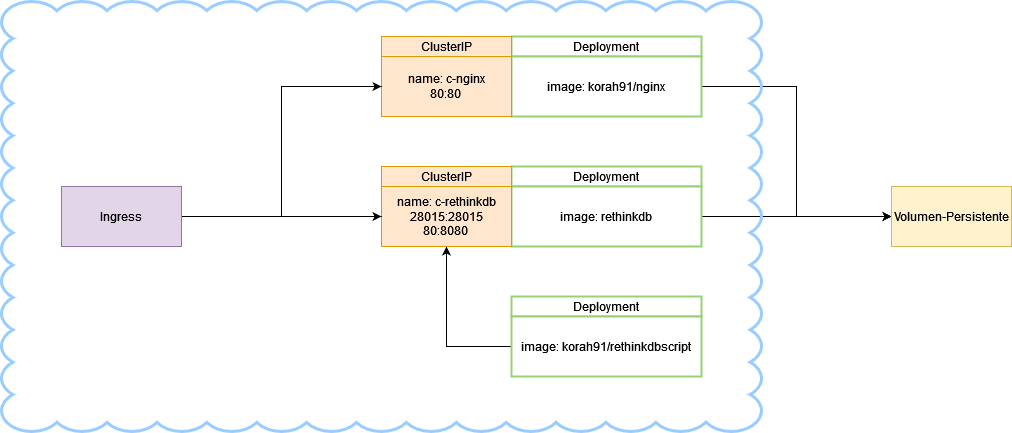 ClusterIP
Deployment
name: c-nginx
80:80
image: korah91/nginx
ClusterIP
Deployment
Ingress
name: c-rethinkdb
28015:28015
80:8080
image: rethinkdb
Volumen-Persistente
Deployment
image: korah91/rethinkdbscript